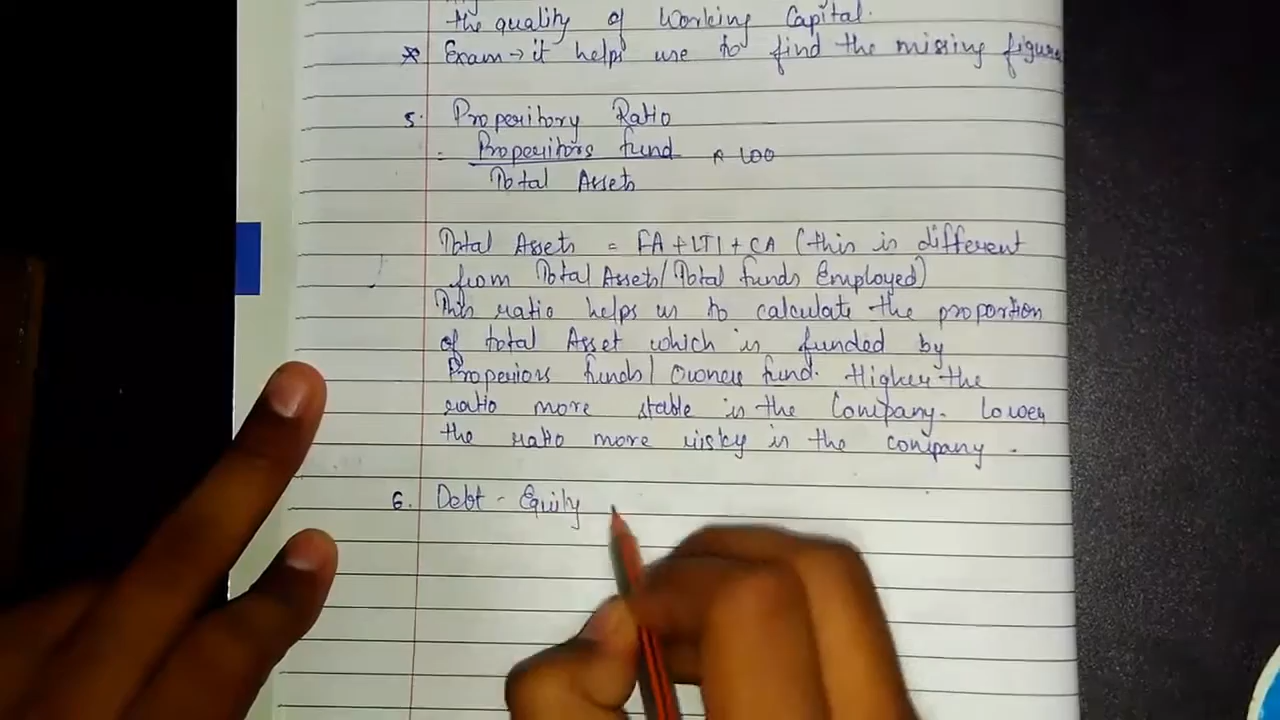 the quality of Working Capital.
* Exam → it helps use to find the missing figure
5. Properitory Ratio
= Properitors fund × 100
Total Assets
Total Assets = FA + LTI + CA (this is different
from Total Assets/Total funds Employed)
This ratio helps us to calculate the proportion
of total Asset which is funded by
Properiors funds/Owners fund. Higher the
ratio more stable is the Company. Lower
the ratio more risky is the company.
6. Debt - Equity